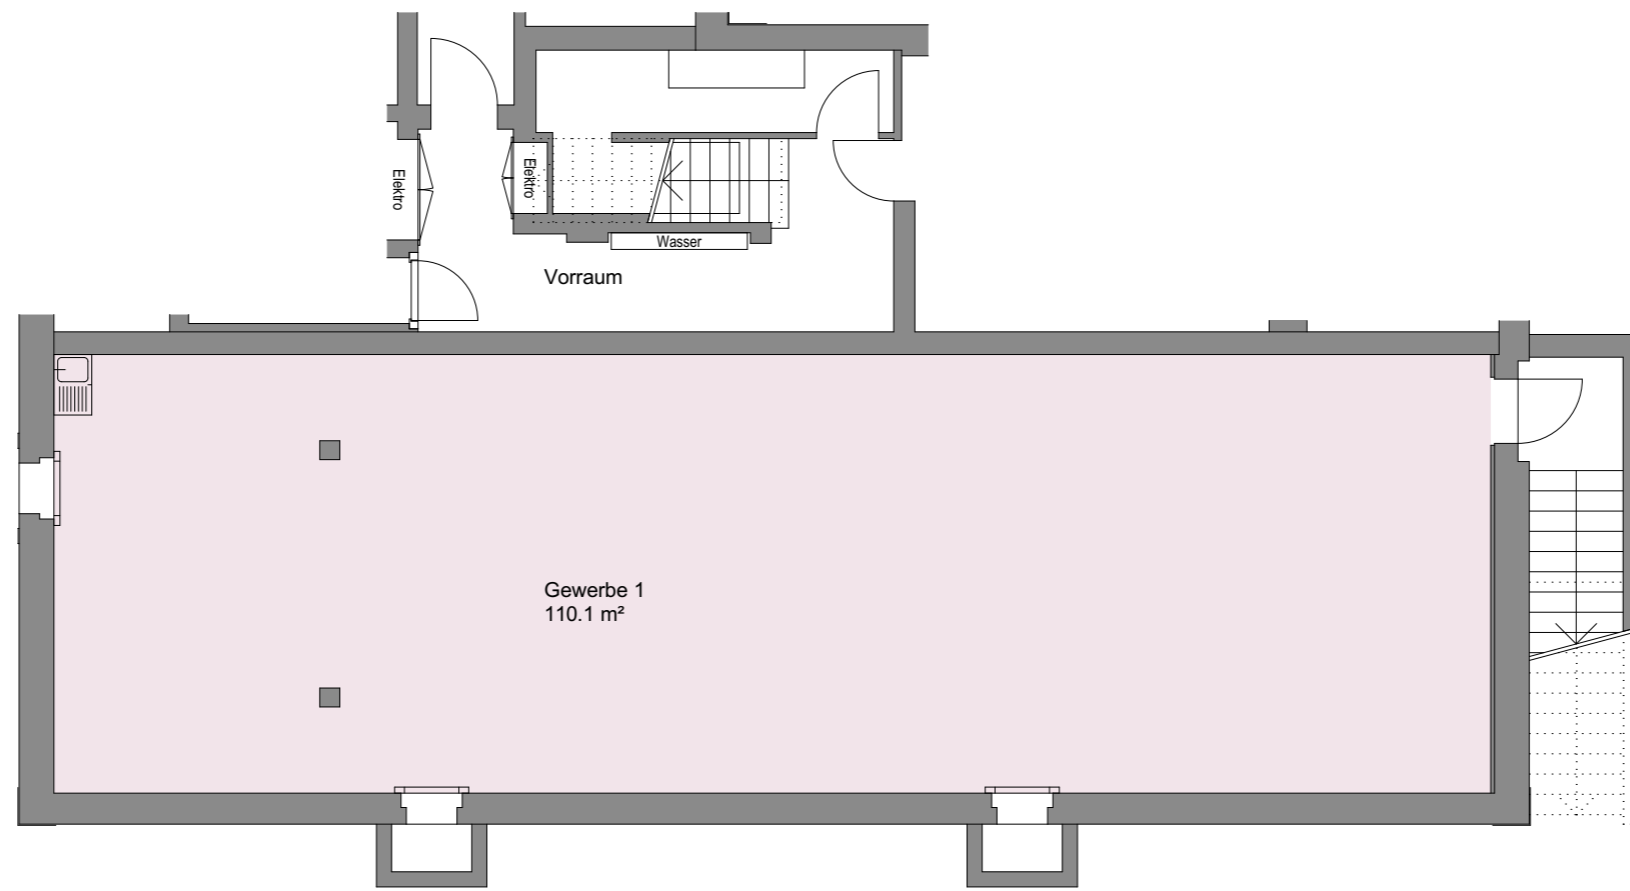 Elektro
Elektro
Wasser
Vorraum
Gewerbe 1
110.1 m²